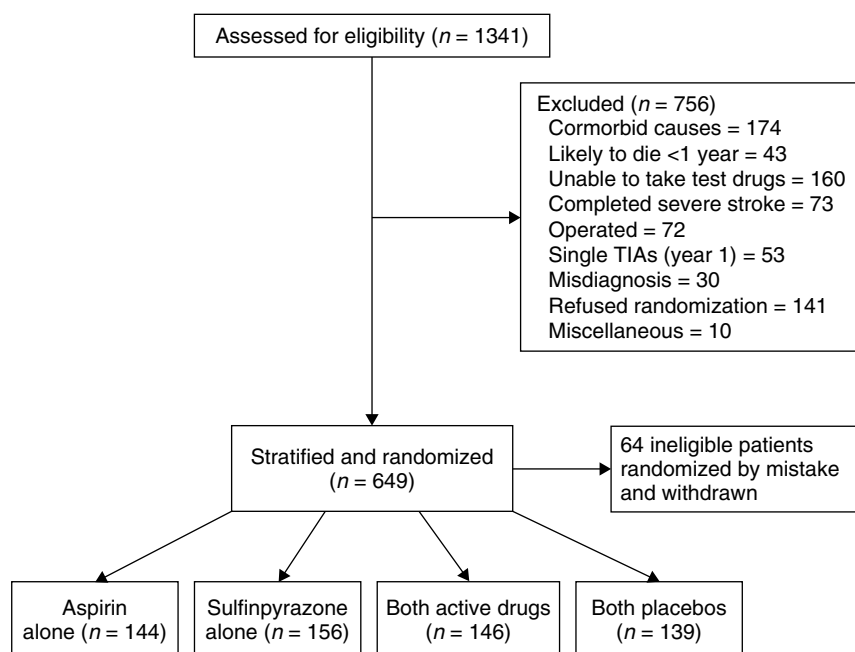 Assessed for eligibility (n = 1341)
Excluded (n = 756)
Cormorbid causes = 174
Likely to die <1 year = 43
Unable to take test drugs = 160
Completed severe stroke = 73
Operated = 72
Single TIAs (year 1) = 53
Misdiagnosis = 30
Refused randomization = 141
Miscellaneous = 10
Stratified and randomized
(n = 649)
64 ineligible patients
randomized by mistake
and withdrawn
Aspirin
alone (n = 144)
Sulfinpyrazone
alone (n = 156)
Both active drugs
(n = 146)
Both placebos
(n = 139)